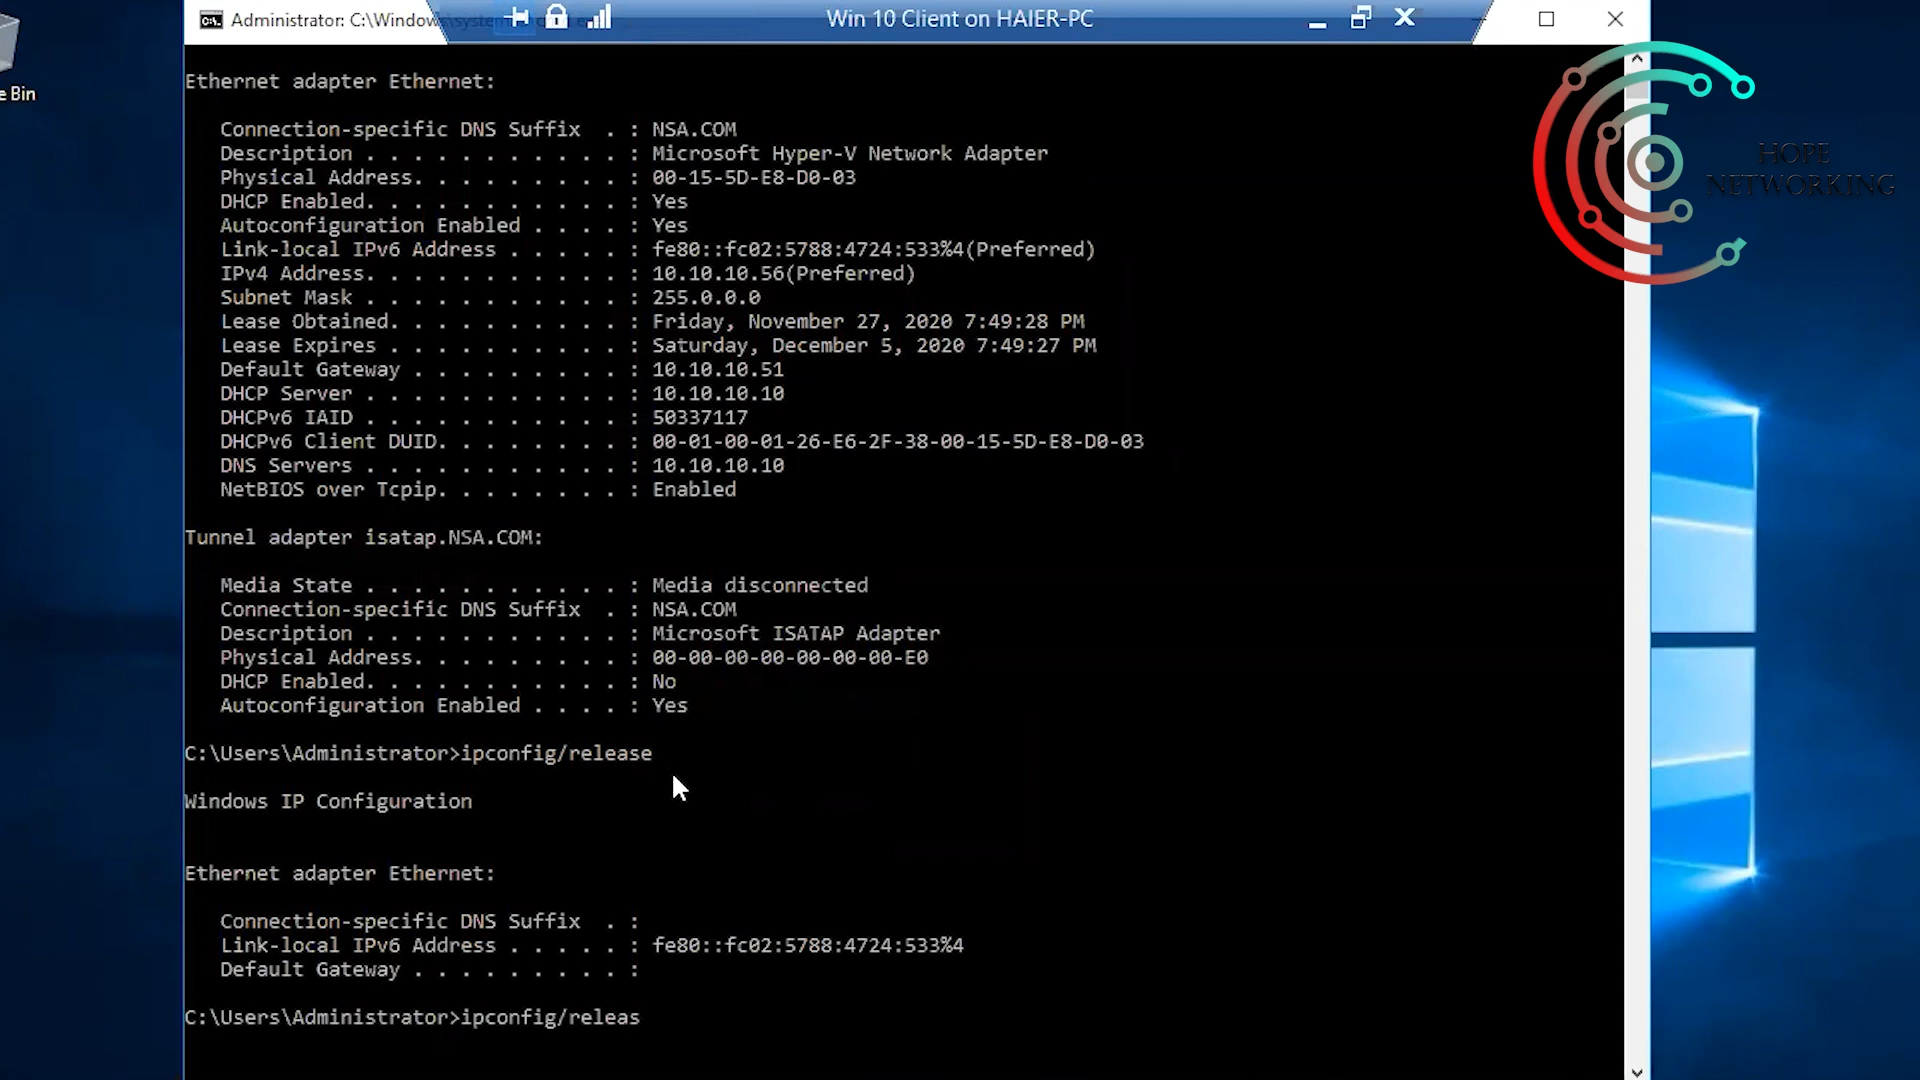 Administrator: C:\Windows\system
Win 10 Client on HAIER-PC
e Bin
HOPE
NETWORKING
Ethernet adapter Ethernet:
Connection-specific DNS Suffix . : NSA.COM
Description . . . . . . . . . . . : Microsoft Hyper-V Network Adapter
Physical Address. . . . . . . . . : 00-15-5D-E8-D0-03
DHCP Enabled. . . . . . . . . . . : Yes
Autoconfiguration Enabled . . . . : Yes
Link-local IPv6 Address . . . . . : fe80::fc02:5788:4724:533%4(Preferred)
IPv4 Address. . . . . . . . . . . : 10.10.10.56(Preferred)
Subnet Mask . . . . . . . . . . . : 255.0.0.0
Lease Obtained. . . . . . . . . . : Friday, November 27, 2020 7:49:28 PM
Lease Expires . . . . . . . . . . : Saturday, December 5, 2020 7:49:27 PM
Default Gateway . . . . . . . . . : 10.10.10.51
DHCP Server . . . . . . . . . . . : 10.10.10.10
DHCPv6 IAID . . . . . . . . . . . : 50337117
DHCPv6 Client DUID. . . . . . . . : 00-01-00-01-26-E6-2F-38-00-15-5D-E8-D0-03
DNS Servers . . . . . . . . . . . : 10.10.10.10
NetBIOS over Tcpip. . . . . . . . : Enabled
Tunnel adapter isatap.NSA.COM:
Media State . . . . . . . . . . . : Media disconnected
Connection-specific DNS Suffix . : NSA.COM
Description . . . . . . . . . . . : Microsoft ISATAP Adapter
Physical Address. . . . . . . . . : 00-00-00-00-00-00-00-E0
DHCP Enabled. . . . . . . . . . . : No
Autoconfiguration Enabled . . . . : Yes
C:\Users\Administrator>ipconfig/release
Windows IP Configuration
Ethernet adapter Ethernet:
Connection-specific DNS Suffix . :
Link-local IPv6 Address . . . . . : fe80::fc02:5788:4724:533%4
Default Gateway . . . . . . . . . :
C:\Users\Administrator>ipconfig/releas